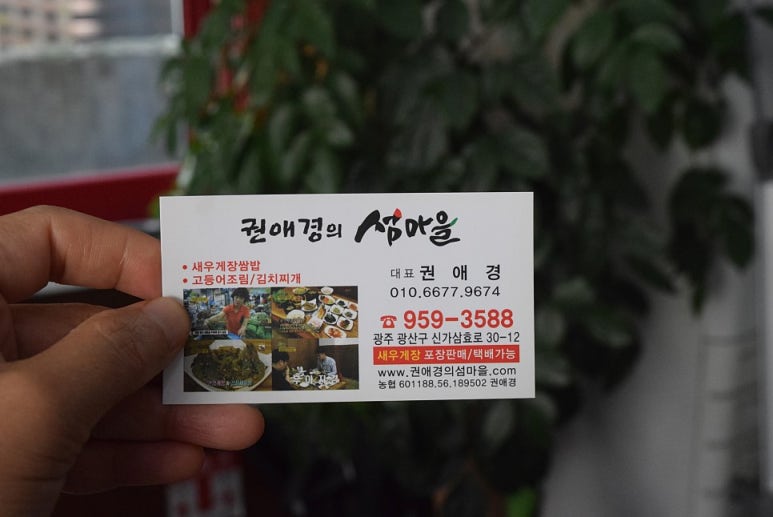 권애경의 섬마을
• 새우게장쌈밥
• 고등어조림/김치찌개
대표 권 애 경
010.6677.9674
☎ 959-3588
광주 광산구 신가삼효로 30-12
새우게장 포장판매/택배가능
www.권애경의섬마을.com
농협 601188.56.189502 권애경